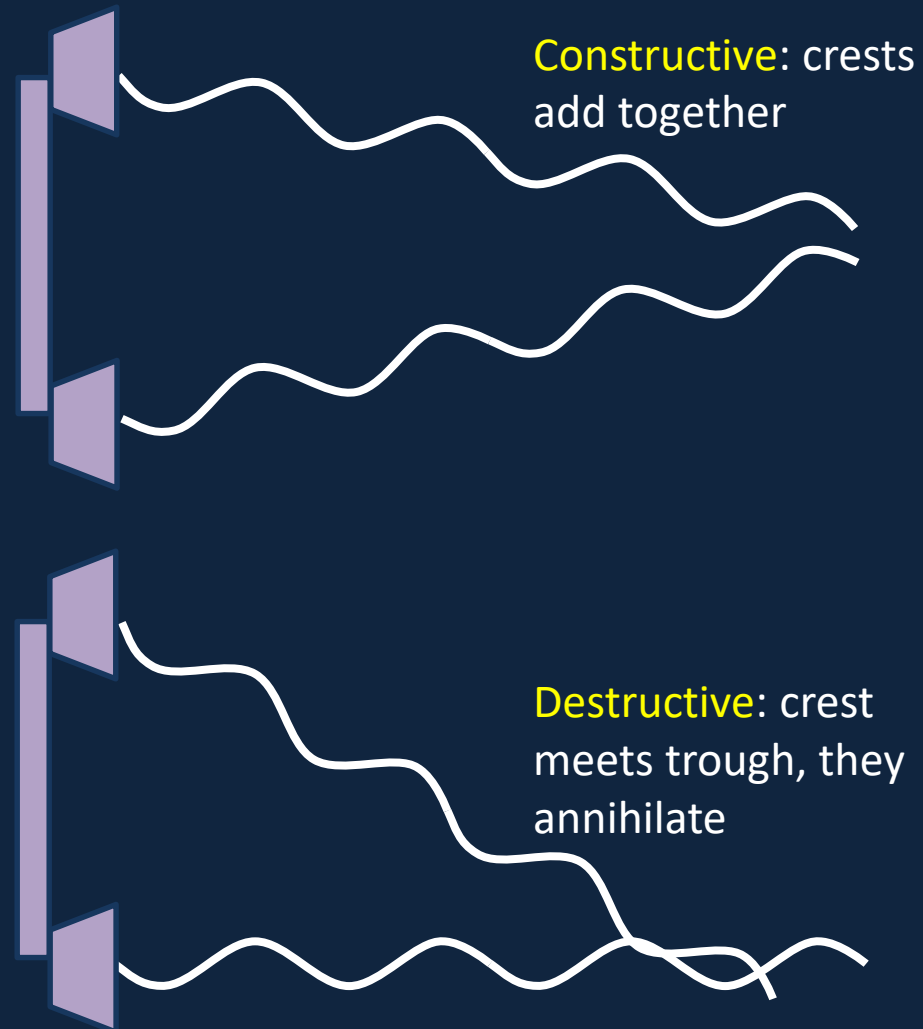 Constructive: crests
add together
Destructive: crest
meets trough, they
annihilate